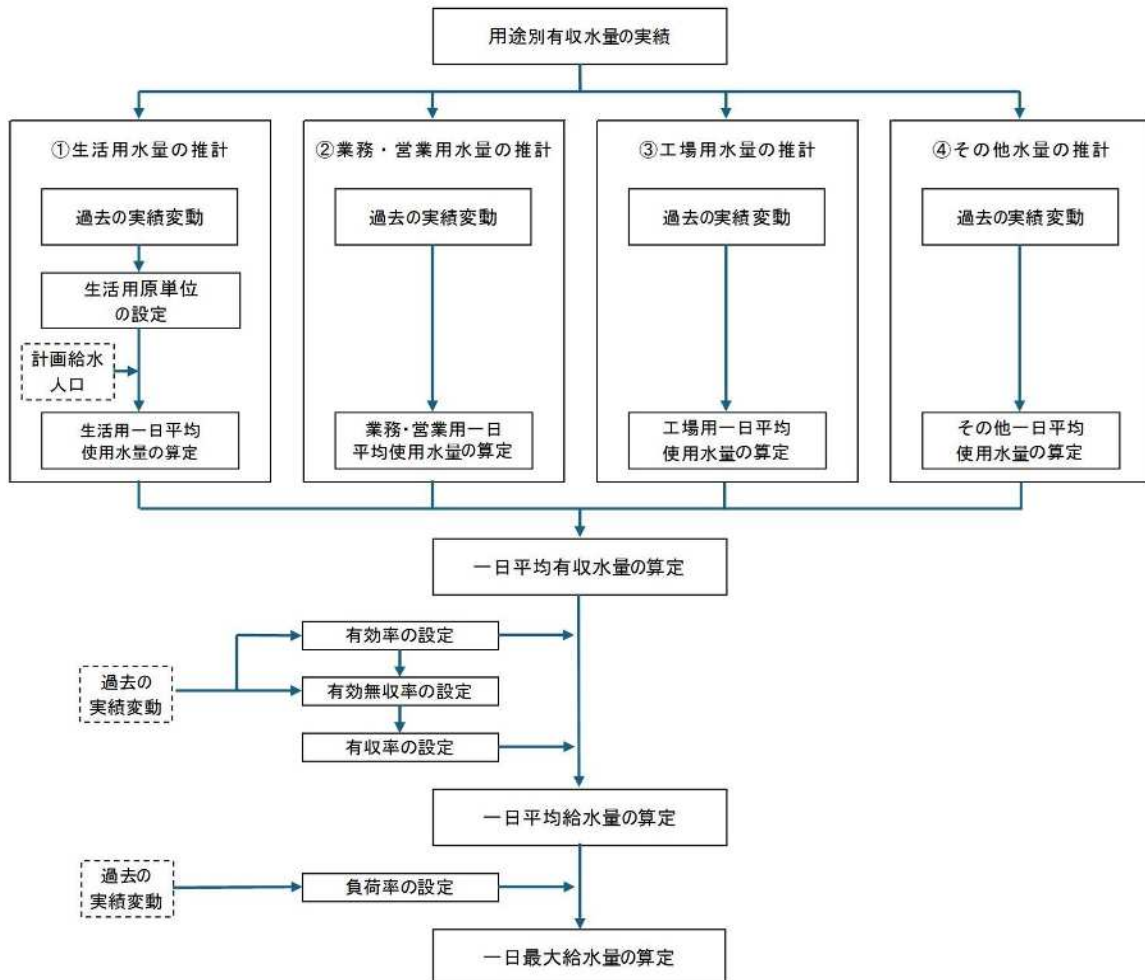 用途別有収水量の実績
①生活用水量の推計
過去の実績変動
生活用原単位
の設定
計画給水
人口
生活用一日平均
使用水量の算定
②業務・営業用水量の推計
過去の実績変動
業務・営業用一日
平均使用水量の算定
③工場用水量の推計
過去の実績変動
工場用一日平均
使用水量の算定
④その他水量の推計
過去の実績変動
その他一日平均
使用水量の算定
一日平均有収水量の算定
過去の
実績変動
有効率の設定
有効無収率の設定
有収率の設定
一日平均給水量の算定
過去の
実績変動
負荷率の設定
一日最大給水量の算定